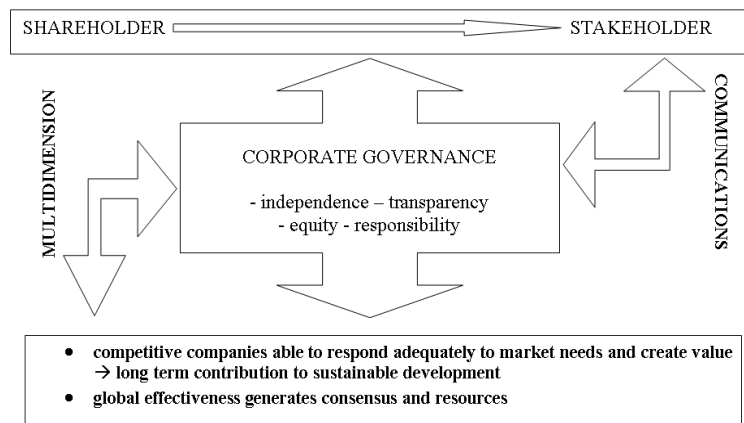 SHAREHOLDER STAKEHOLDER
MULTIDIMENSION
COMMUNICATIONS
CORPORATE GOVERNANCE
- independence – transparency
- equity - responsibility
● competitive companies able to respond adequately to market needs and create value
→ long term contribution to sustainable development
● global effectiveness generates consensus and resources